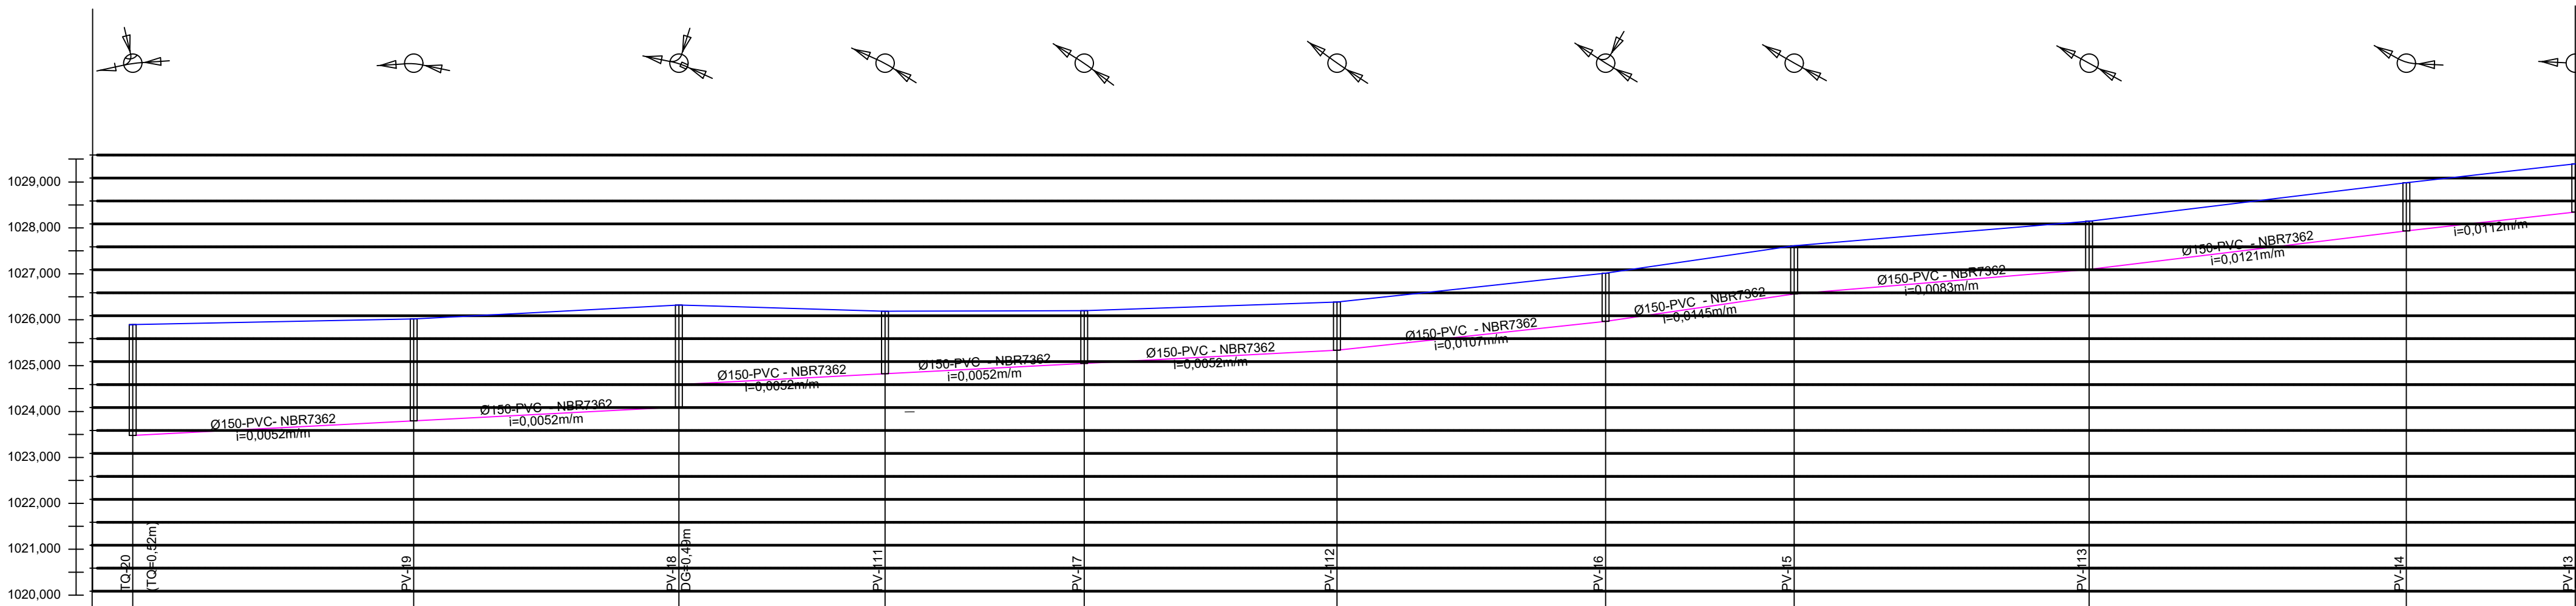 1029,000
1028,000
1027,000
1026,000
1025,000
1024,000
1023,000
1022,000
1021,000
1020,000
Ø150-PVC- NBR7362
i=0,0052m/m
Ø150-PVC - NBR7362
i=0,0052m/m
Ø150-PVC - NBR7362
i=0,0052m/m
Ø150-PVC - NBR7362
i=0,0052m/m
Ø150-PVC - NBR7362
i=0,0052m/m
Ø150-PVC - NBR7362
i=0,0107m/m
Ø150-PVC - NBR7362
i=0,0145m/m
Ø150-PVC - NBR7362
i=0,0083m/m
Ø150-PVC - NBR7362
i=0,0121m/m
i=0,0112m/m
TQ-20
(TQ=0,52m)
PV-19
PV-18
DG=0,49m
PV-111
PV-17
PV-112
PV-16
PV-15
PV-113
PV-14
PV-13